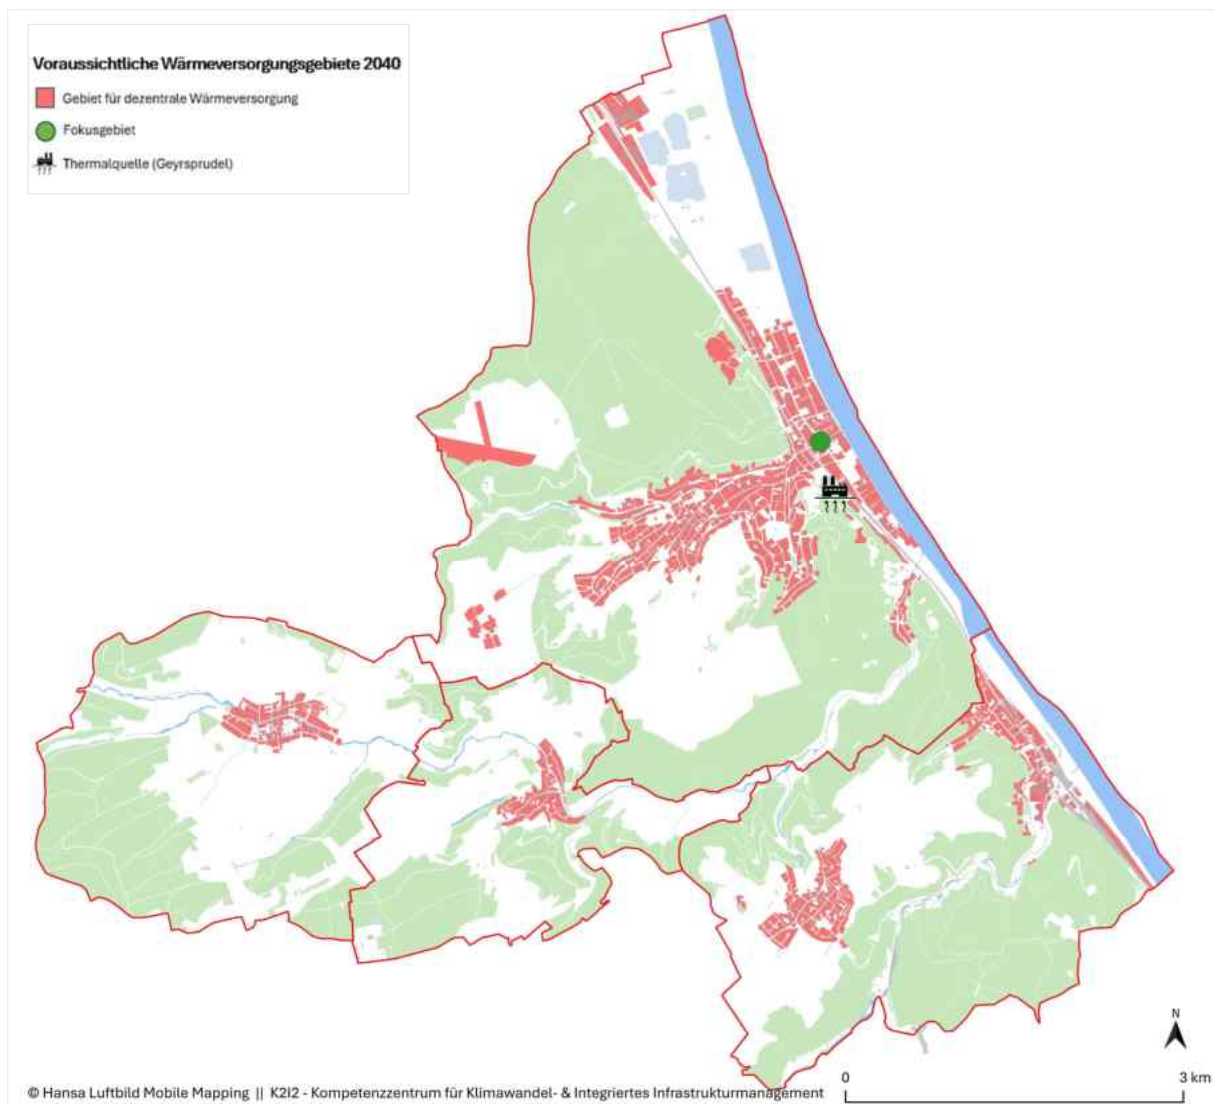 Voraussichtliche Wärmeversorgungsgebiete 2040
Gebiet für dezentrale Wärmeversorgung
Fokusgebiet
Thermalquelle (Geyrsprudel)
N
0 3 km
© Hansa Luftbild Mobile Mapping || K2I2 - Kompetenzzentrum für Klimawandel- & Integriertes Infrastrukturmanagement